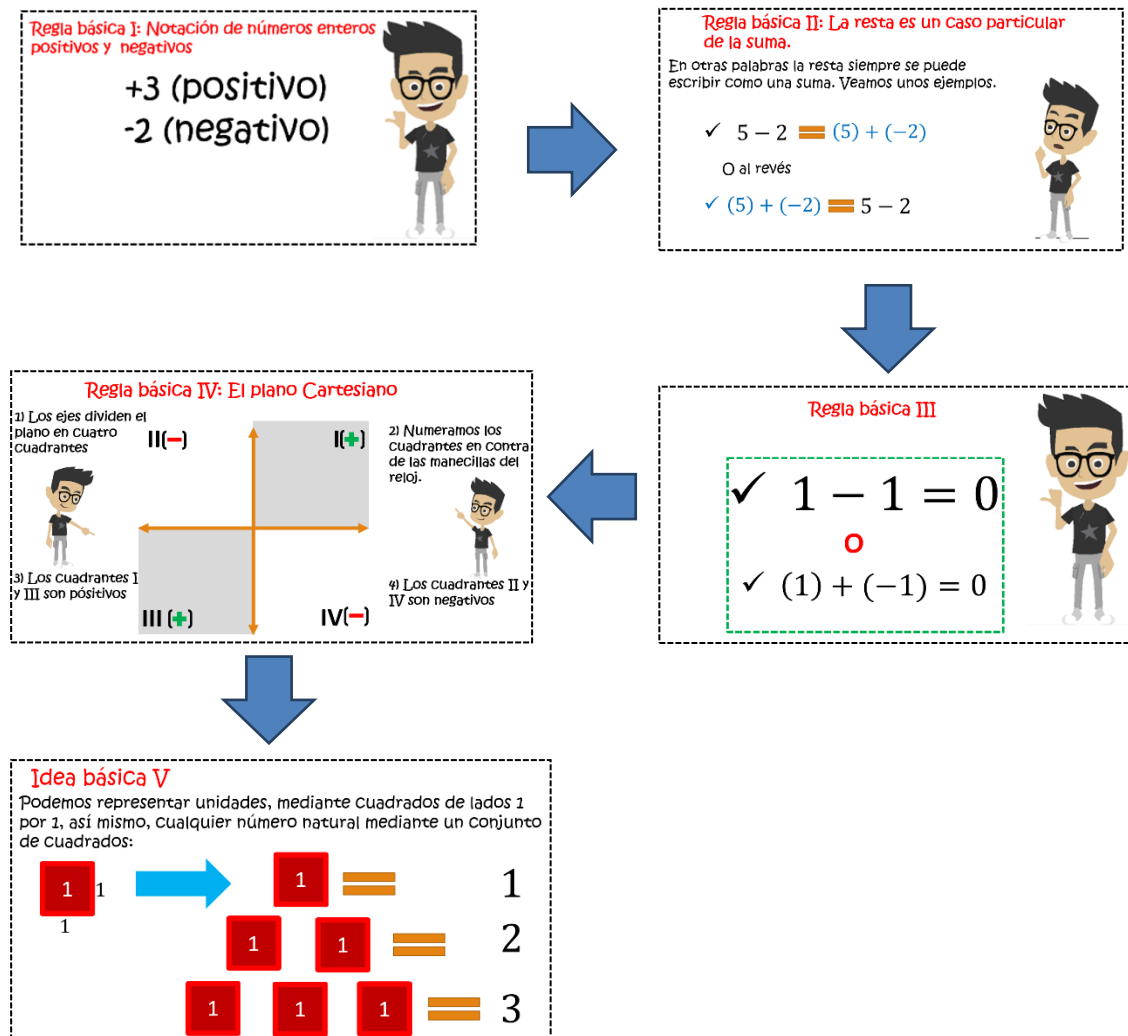 Regla básica I: Notación de números enteros
positivos y negativos
+3 (positivo)
-2 (negativo)
Regla básica II: La resta es un caso particular
de la suma.
En otras palabras la resta siempre se puede
escribir como una suma. Veamos unos ejemplos.
✓ 5 − 2 = (5) + (−2)
O al revés
✓ (5) + (−2) = 5 − 2
Regla básica III
✓ 1 − 1 = 0
O
✓ (1) + (−1) = 0
Regla básica IV: El plano Cartesiano
1) Los ejes dividen el
plano en cuatro
cuadrantes
II(−)
I(+)
2) Numeramos los
cuadrantes en contra
de las manecillas del
reloj.
3) Los cuadrantes I
y III son pósitivos
4) Los cuadrantes II y
IV son negativos
III (+)
IV(−)
Idea básica V
Podemos representar unidades, mediante cuadrados de lados 1
por 1, así mismo, cualquier número natural mediante un conjunto
de cuadrados:
1 1
1
1 = 1
1 1 = 2
1 1 1 = 3